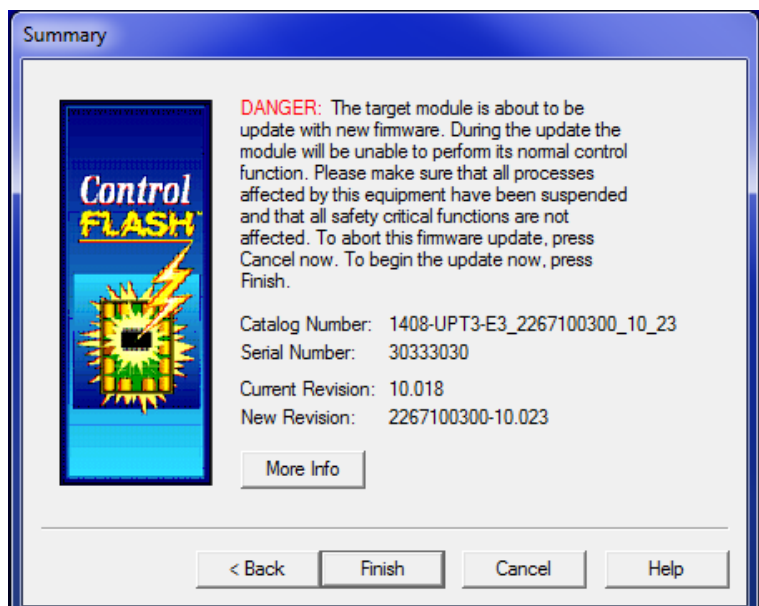 Summary
Control
FLASH
DANGER: The target module is about to be
update with new firmware. During the update the
module will be unable to perform its normal control
function. Please make sure that all processes
affected by this equipment have been suspended
and that all safety critical functions are not
affected. To abort this firmware update, press
Cancel now. To begin the update now, press
Finish.
Catalog Number: 1408-UPT3-E3_2267100300_10_23
Serial Number: 30333030
Current Revision: 10.018
New Revision: 2267100300-10.023
More Info
< Back Finish Cancel Help